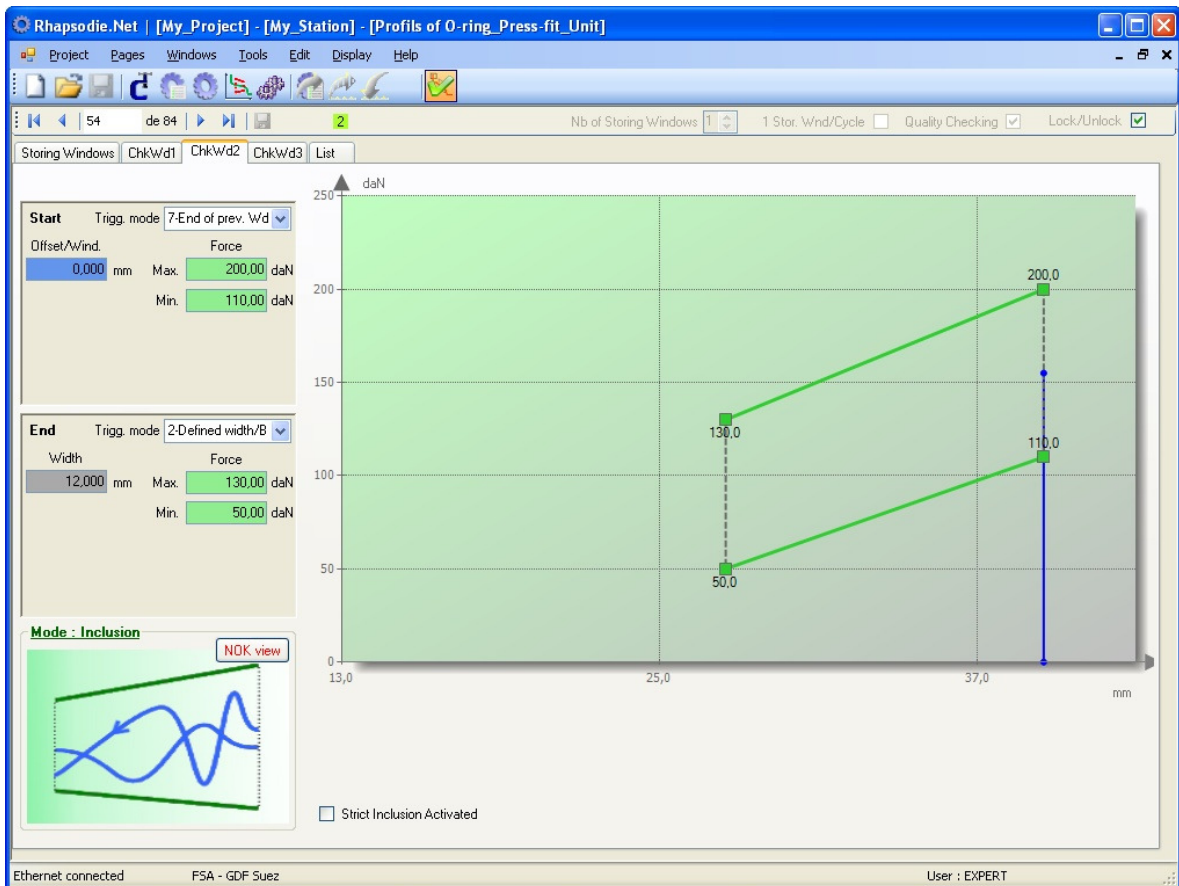 Rhapsodie.Net | [My_Project] - [My_Station] - [Profils of O-ring_Press-fit_Unit]
Project Pages Windows Tools Edit Display Help
54 de 84 2 Nb of Storing Windows 1 1 Stor. Wnd/Cycle Quality Checking Lock/Unlock
Storing Windows ChkWd1 ChkWd2 ChkWd3 List
Start Trigg. mode 7-End of prev. Wd
Offset/Wind. Force
0,000 mm Max. 200,00 daN
Min. 110,00 daN
End Trigg. mode 2-Defined width/B
Width Force
12,000 mm Max. 130,00 daN
Min. 50,00 daN
Mode : Inclusion
NOK view
daN
250
200
150
100
50
0
200,0
130,0
110,0
50,0
13,0 25,0 37,0
mm
Strict Inclusion Activated
Ethernet connected FSA - GDF Suez User : EXPERT